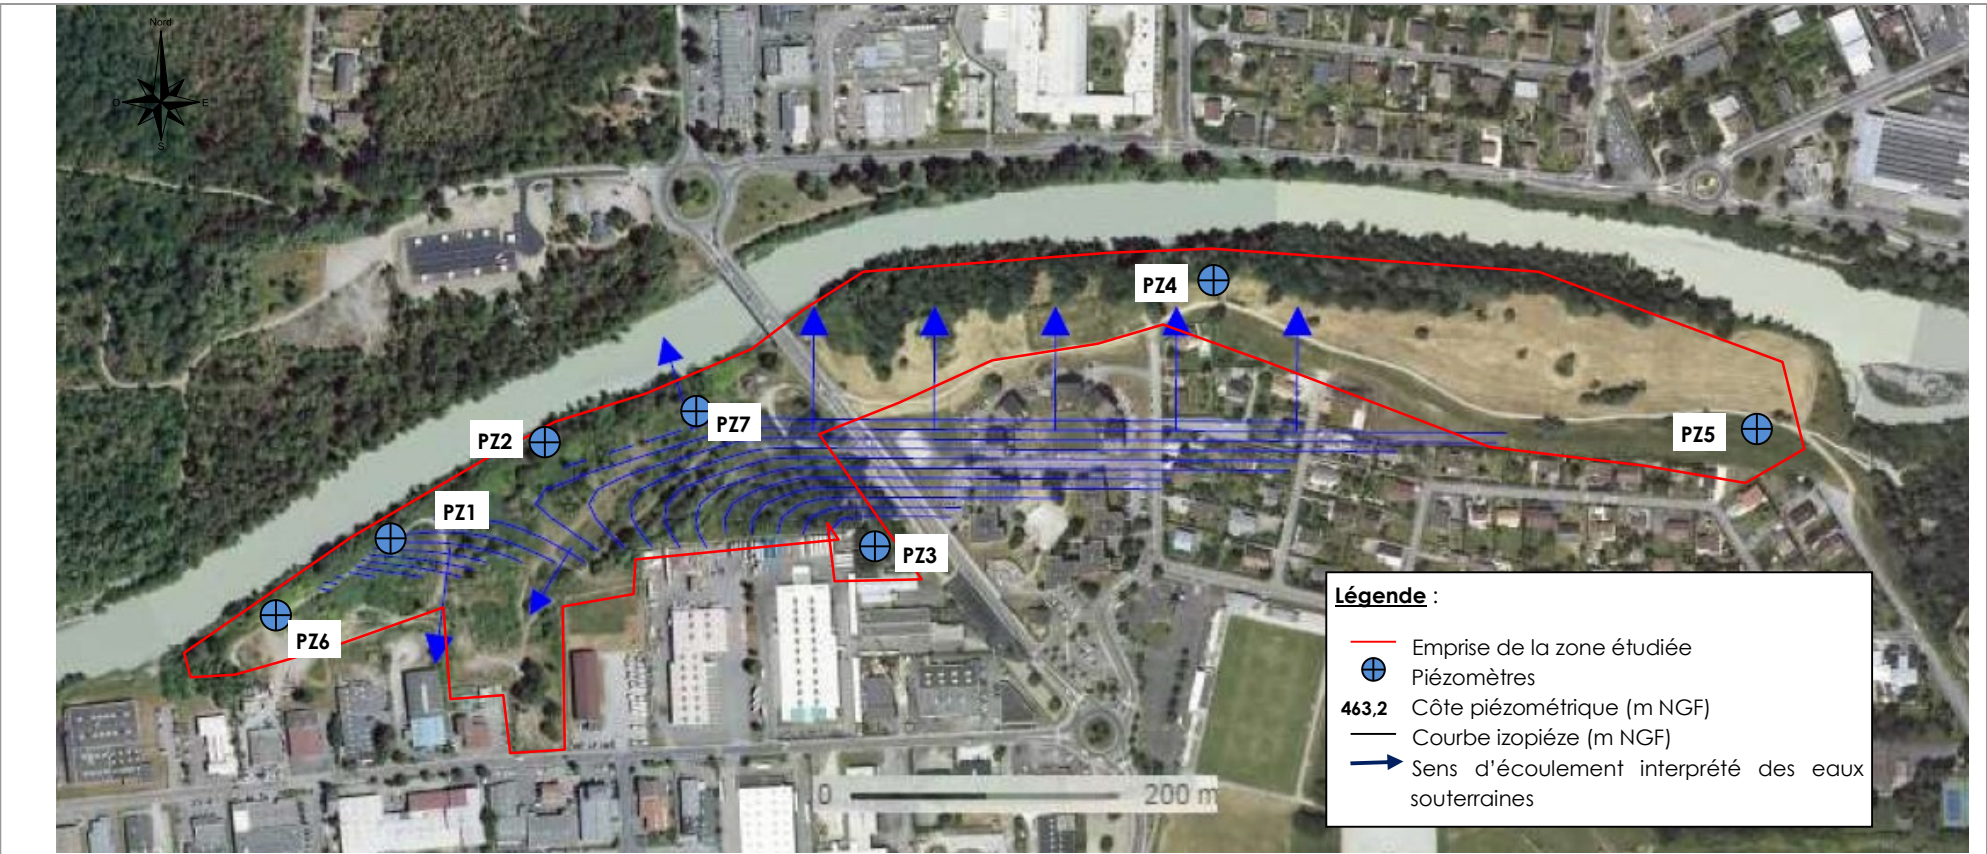 Nord
O
E
S
PZ4
PZ7
PZ2
PZ5
PZ1
PZ3
PZ6
Légende :
Emprise de la zone étudiée
Piézomètres
463,2 Côte piézométrique (m NGF)
Courbe izopiéze (m NGF)
Sens d'écoulement interprété des eaux
souterraines
0 200 m